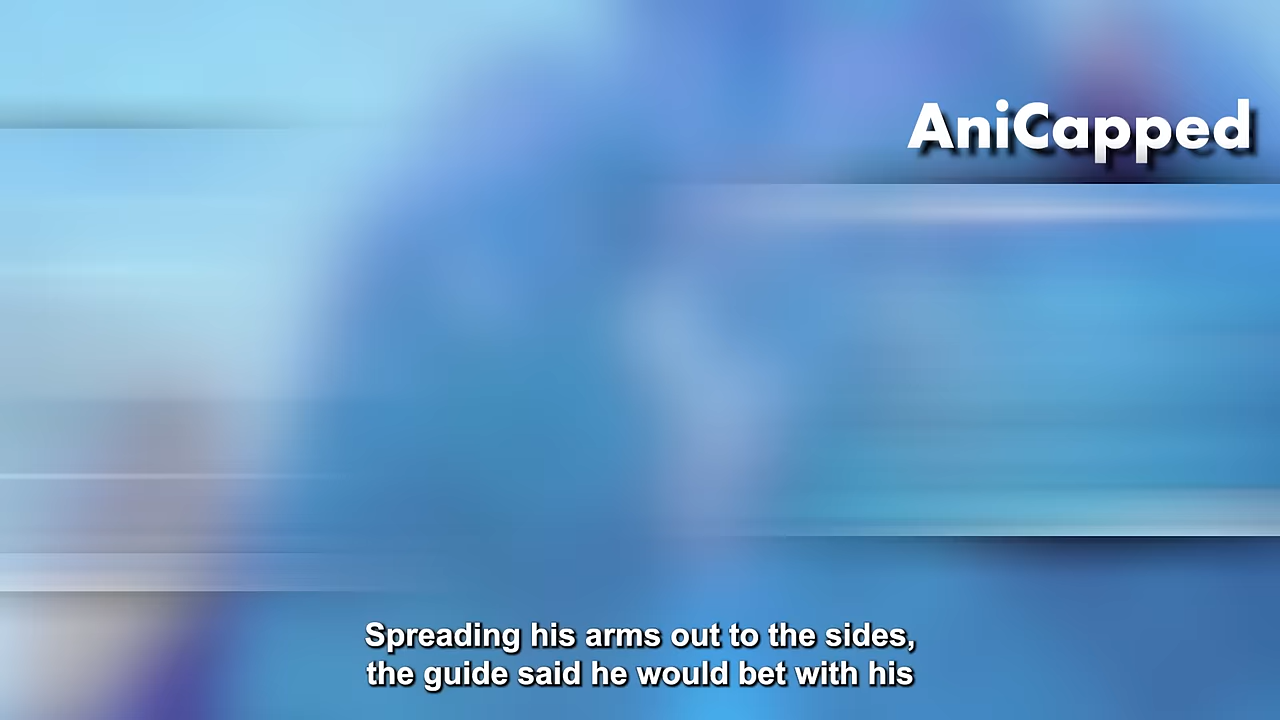 AniCapped
Spreading his arms out to the sides,
the guide said he would bet with his